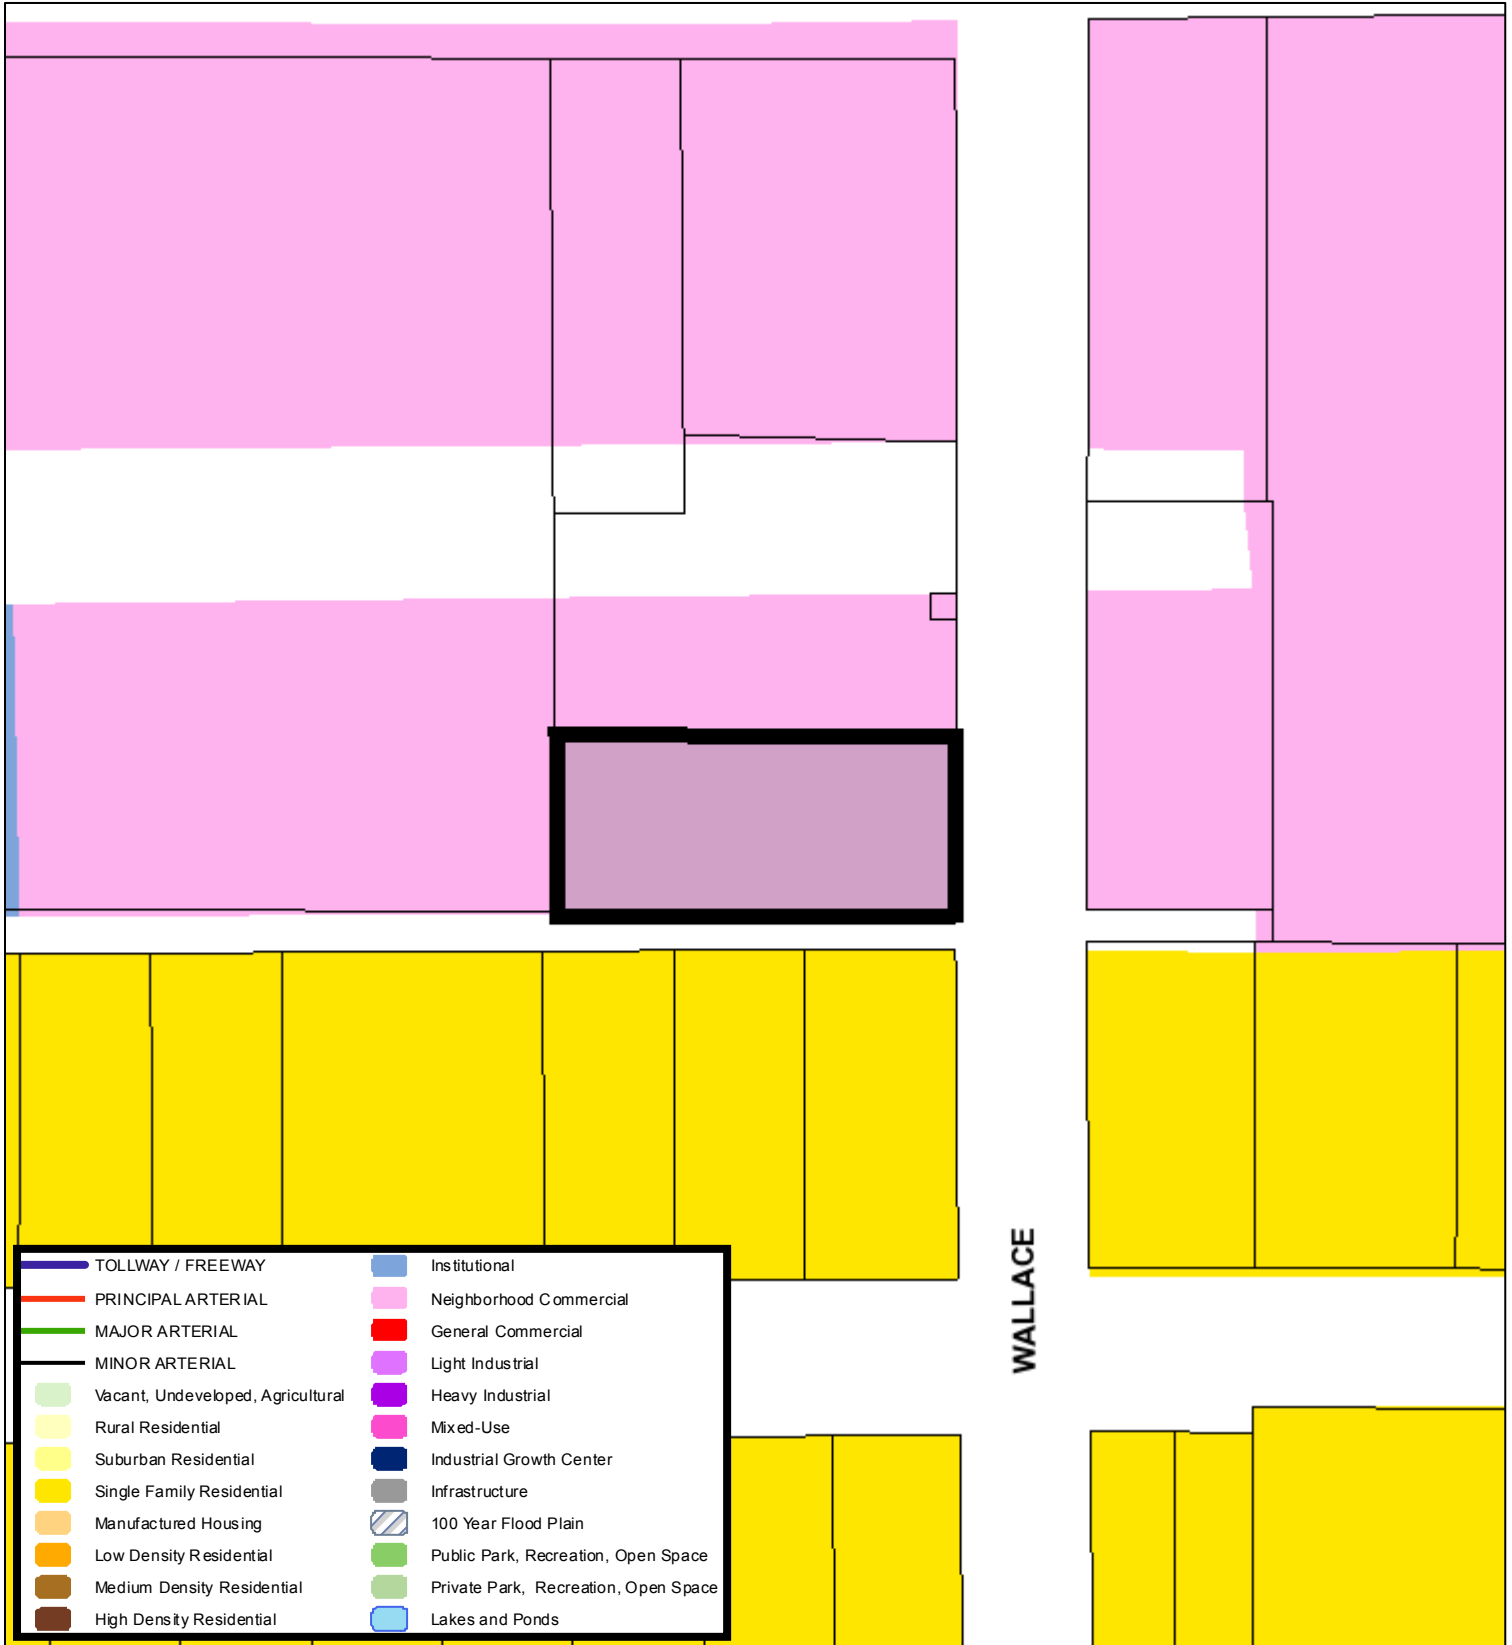 WALLACE
TOLLWAY / FREEWAY
PRINCIPAL ARTERIAL
MAJOR ARTERIAL
MINOR ARTERIAL
Vacant, Undeveloped, Agricultural
Rural Residential
Suburban Residential
Single Family Residential
Manufactured Housing
Low Density Residential
Medium Density Residential
High Density Residential
Institutional
Neighborhood Commercial
General Commercial
Light Industrial
Heavy Industrial
Mixed-Use
Industrial Growth Center
Infrastructure
100 Year Flood Plain
Public Park, Recreation, Open Space
Private Park, Recreation, Open Space
Lakes and Ponds